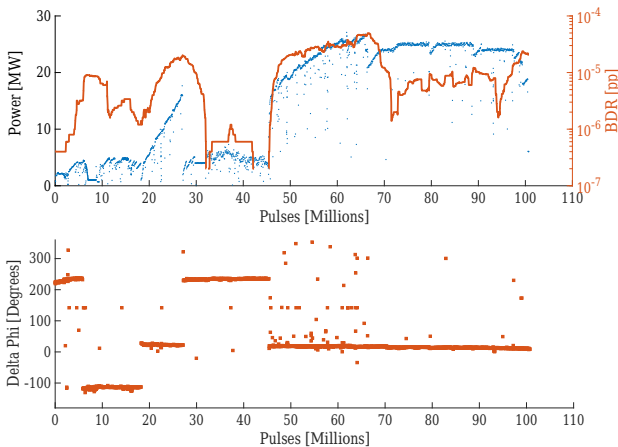 30
20
10
0
Power [MW]
10^-4
10^-5
10^-6
10^-7
BDR [pp]
0 10 20 30 40 50 60 70 80 90 100 110
Pulses [Millions]
300
200
100
0
-100
Delta Phi [Degrees]
0 10 20 30 40 50 60 70 80 90 100 110
Pulses [Millions]